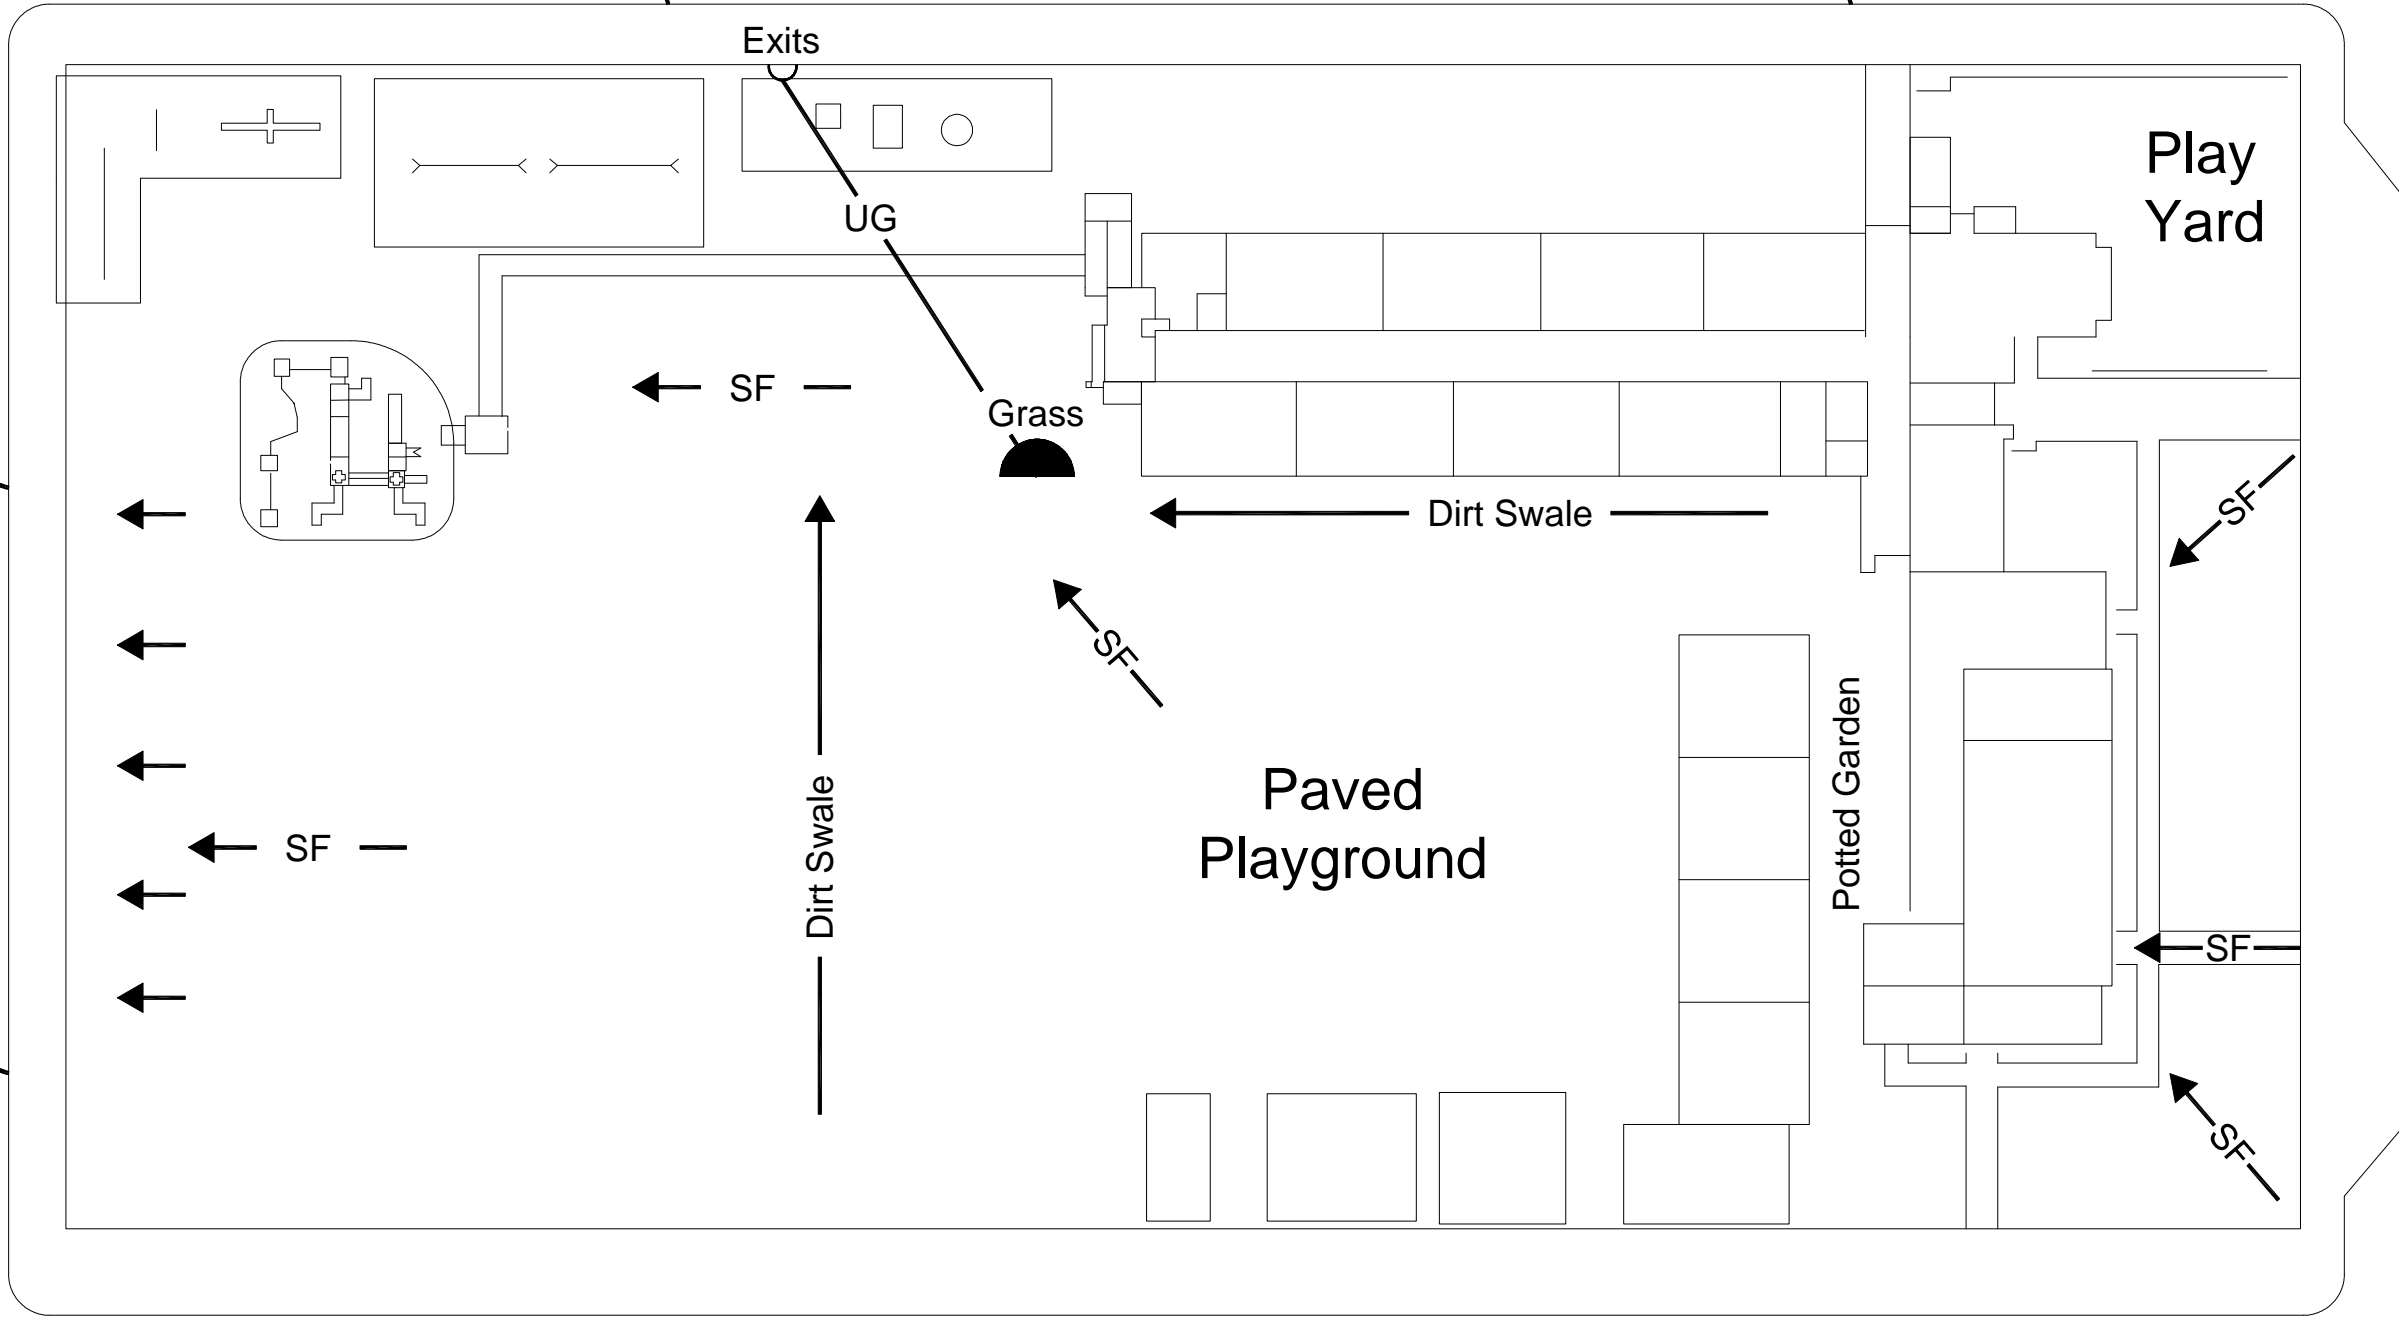 Exits
Play
Yard
UG
SF
Grass
SF
Dirt Swale
SF
Potted Garden
Paved
Playground
Dirt Swale
SF
SF
SF